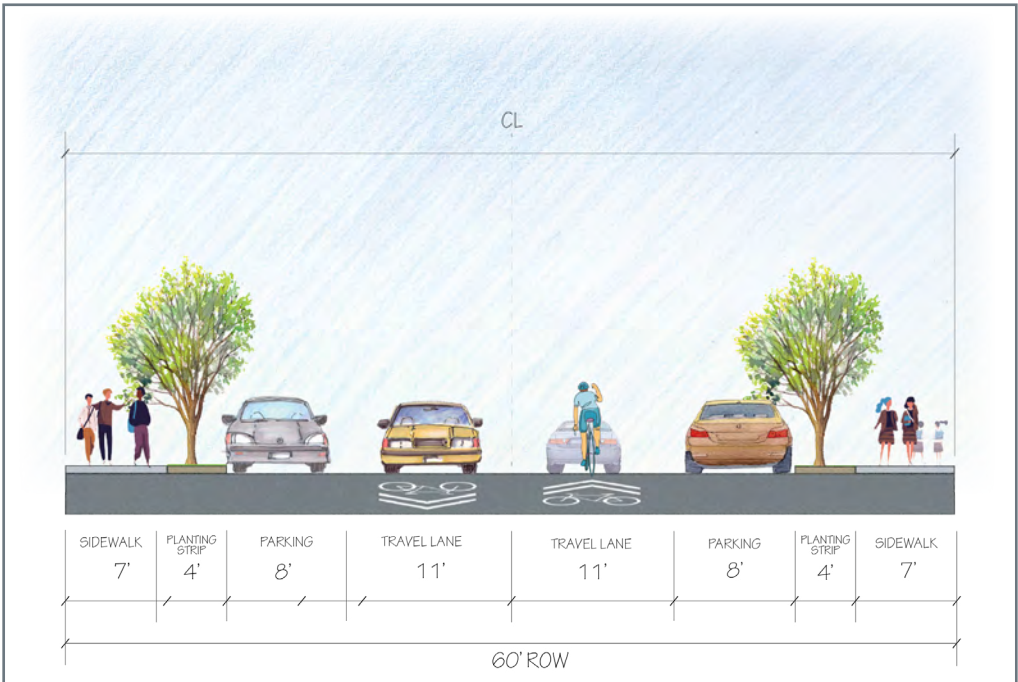 CL
SIDEWALK
7'
PLANTING
STRIP
4'
PARKING
8'
TRAVEL LANE
11'
TRAVEL LANE
11'
PARKING
8'
PLANTING
STRIP
4'
SIDEWALK
7'
60' ROW